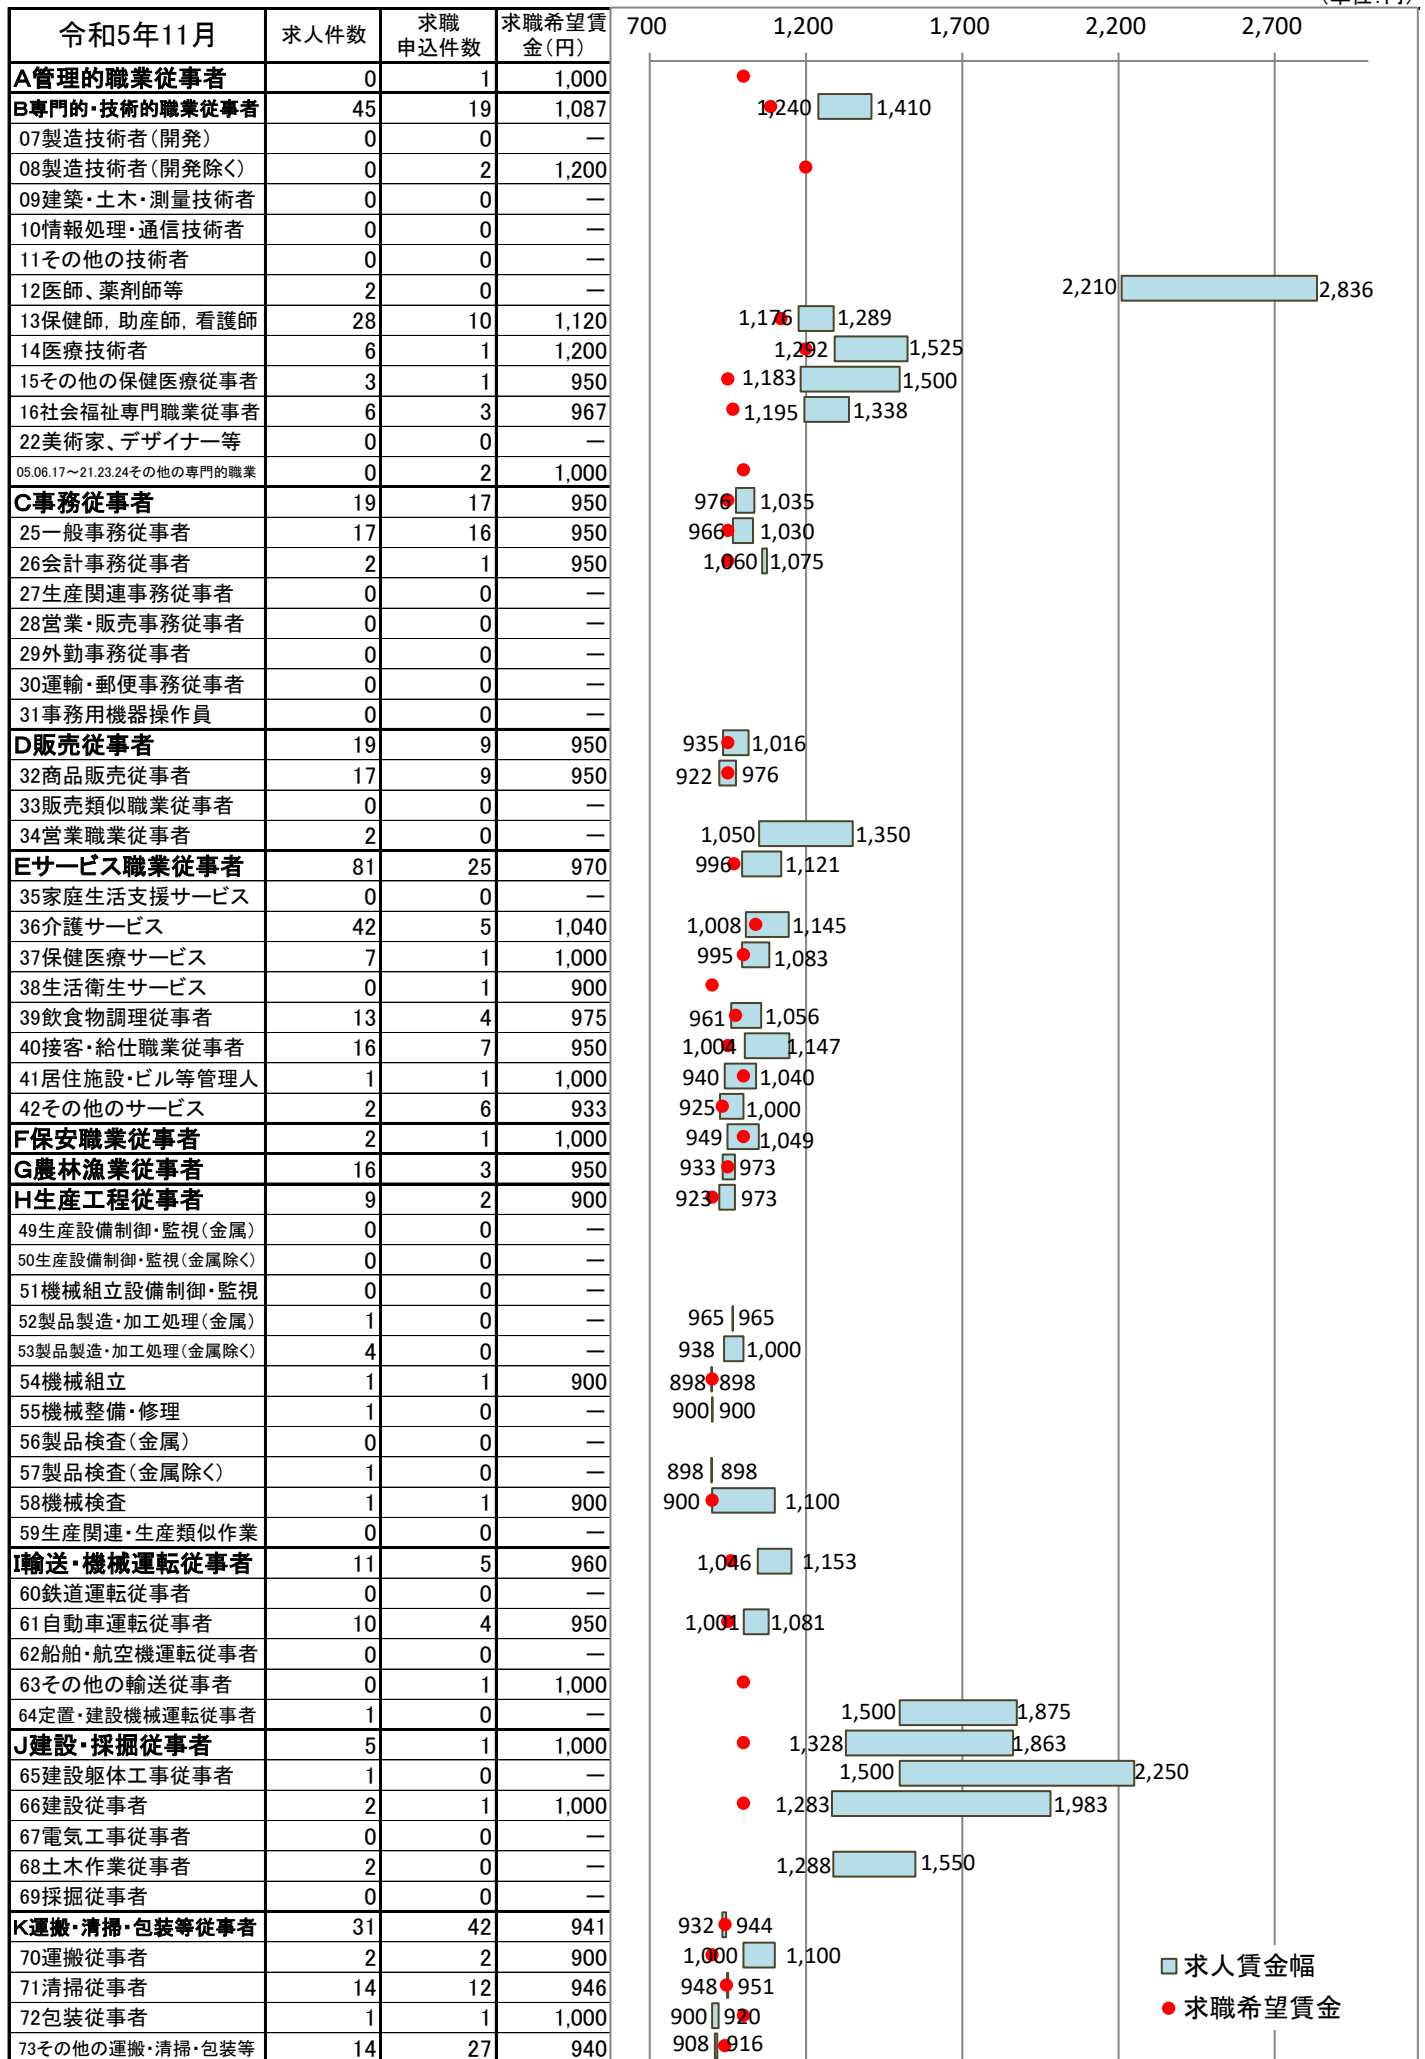 令和5年11月 求人件数 求職申込件数 求職希望賃金(円) 700 1,200 1,700 2,200 2,700
A管理的職業従事者 0 1 1,000
B専門的・技術的職業従事者 45 19 1,087 1,240 1,410
07製造技術者(開発) 0 0 ―
08製造技術者(開発除く) 0 2 1,200
09建築・土木・測量技術者 0 0 ―
10情報処理・通信技術者 0 0 ―
11その他の技術者 0 0 ―
12医師、薬剤師等 2 0 ― 2,210 2,836
13保健師, 助産師, 看護師 28 10 1,120 1,176 1,289
14医療技術者 6 1 1,200 1,292 1,525
15その他の保健医療従事者 3 1 950 1,183 1,500
16社会福祉専門職業従事者 6 3 967 1,195 1,338
22美術家、デザイナー等 0 0 ―
05.06.17～21.23.24その他の専門的職業 0 2 1,000
C事務従事者 19 17 950 976 1,035
25一般事務従事者 17 16 950 966 1,030
26会計事務従事者 2 1 950 1,060 1,075
27生産関連事務従事者 0 0 ―
28営業・販売事務従事者 0 0 ―
29外勤事務従事者 0 0 ―
30運輸・郵便事務従事者 0 0 ―
31事務用機器操作員 0 0 ―
D販売従事者 19 9 950 935 1,016
32商品販売従事者 17 9 950 922 976
33販売類似職業従事者 0 0 ―
34営業職業従事者 2 0 ― 1,050 1,350
Eサービス職業従事者 81 25 970 996 1,121
35家庭生活支援サービス 0 0 ―
36介護サービス 42 5 1,040 1,008 1,145
37保健医療サービス 7 1 1,000 995 1,083
38生活衛生サービス 0 1 900
39飲食物調理従事者 13 4 975 961 1,056
40接客・給仕職業従事者 16 7 950 1,004 1,147
41居住施設・ビル等管理人 1 1 1,000 940 1,040
42その他のサービス 2 6 933 925 1,000
F保安職業従事者 2 1 1,000 949 1,049
G農林漁業従事者 16 3 950 933 973
H生産工程従事者 9 2 900 923 973
49生産設備制御・監視(金属) 0 0 ―
50生産設備制御・監視(金属除く) 0 0 ―
51機械組立設備制御・監視 0 0 ―
52製品製造・加工処理(金属) 1 0 ― 965 965
53製品製造・加工処理(金属除く) 4 0 ― 938 1,000
54機械組立 1 1 900 898 898
55機械整備・修理 1 0 ― 900 900
56製品検査(金属) 0 0 ―
57製品検査(金属除く) 1 0 ― 898 898
58機械検査 1 1 900 900 1,100
59生産関連・生産類似作業 0 0 ―
I輸送・機械運転従事者 11 5 960 1,046 1,153
60鉄道運転従事者 0 0 ―
61自動車運転従事者 10 4 950 1,001 1,081
62船舶・航空機運転従事者 0 0 ―
63その他の輸送従事者 0 1 1,000
64定置・建設機械運転従事者 1 0 ― 1,500 1,875
J建設・採掘従事者 5 1 1,000 1,328 1,863
65建設躯体工事従事者 1 0 ― 1,500 2,250
66建設従事者 2 1 1,000 1,283 1,983
67電気工事従事者 0 0 ―
68土木作業従事者 2 0 ― 1,288 1,550
69採掘従事者 0 0 ―
K運搬・清掃・包装等従事者 31 42 941 932 944
70運搬従事者 2 2 900 1,000 1,100
71清掃従事者 14 12 946 948 951
72包装従事者 1 1 1,000 900 920
73その他の運搬・清掃・包装等 14 27 940 908 916
求人賃金幅
求職希望賃金